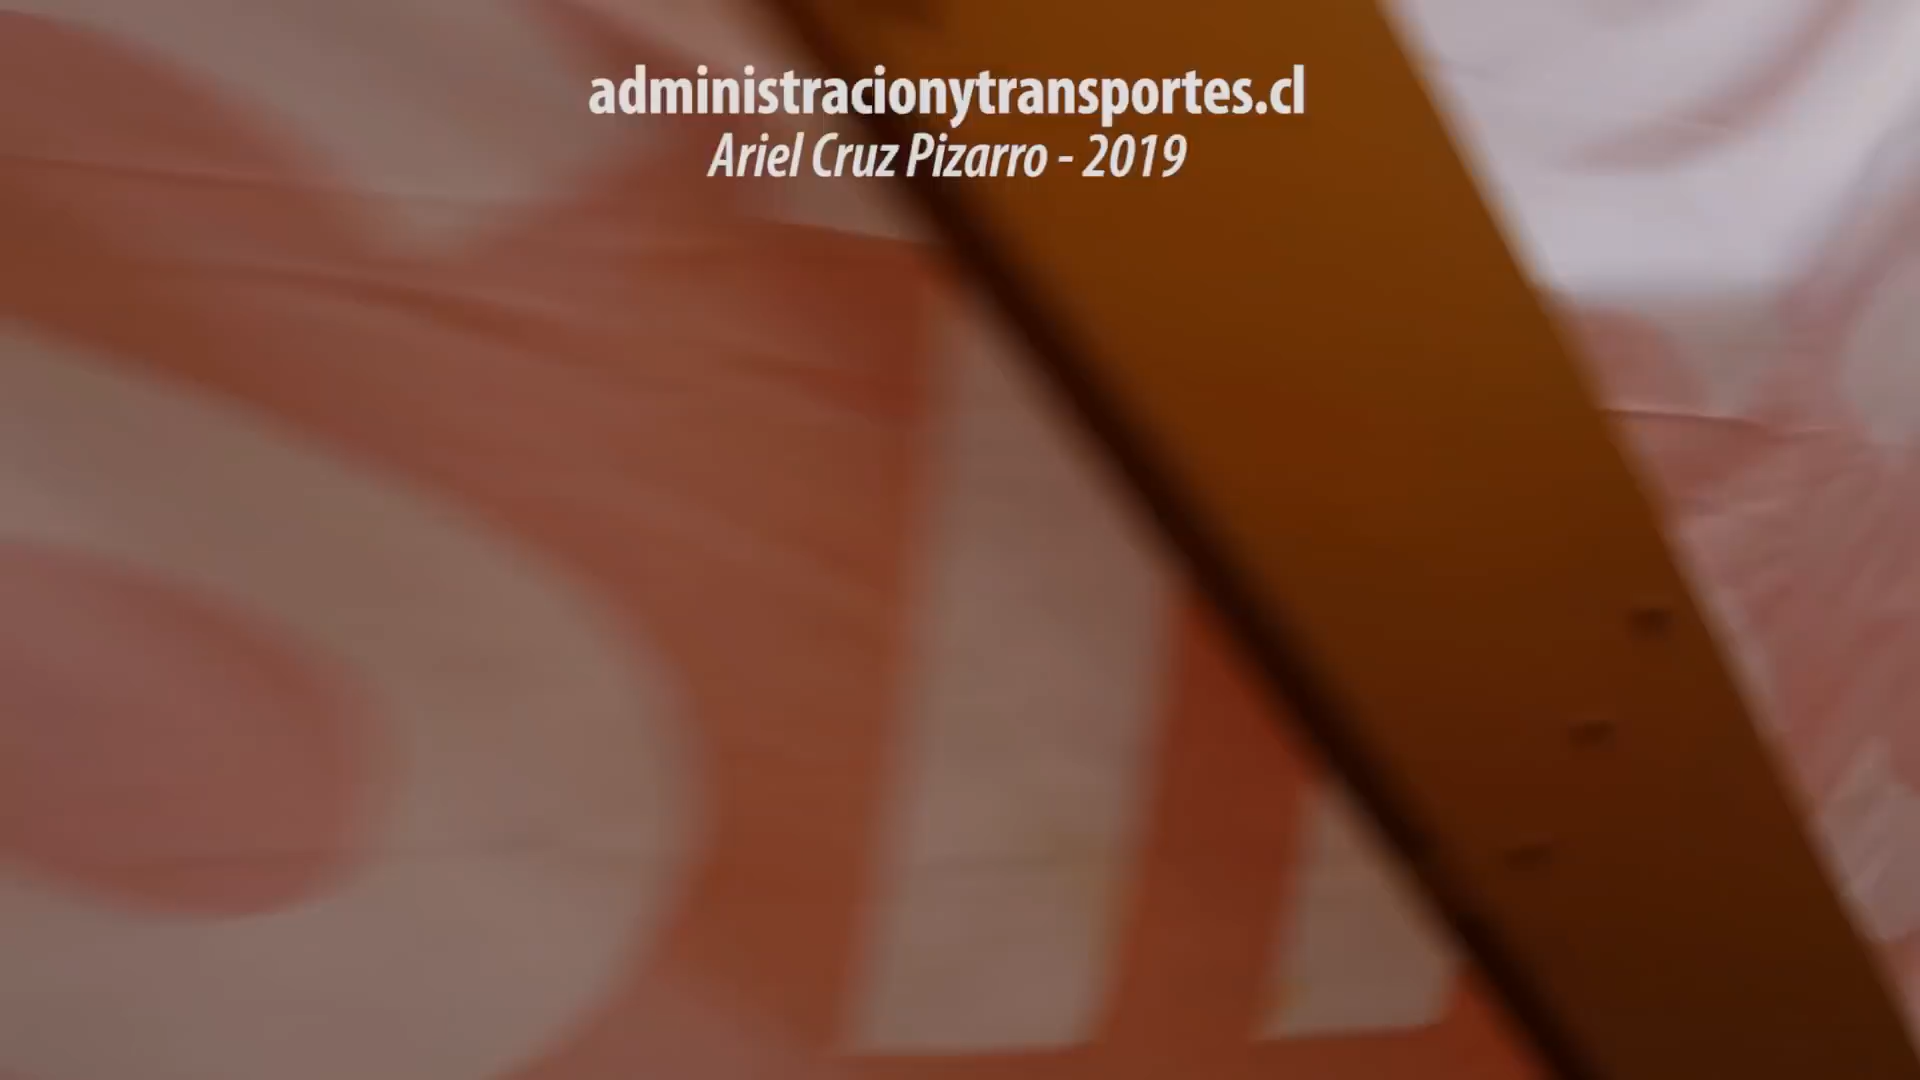 administracionytransportes.cl
Ariel Cruz Pizarro - 2019